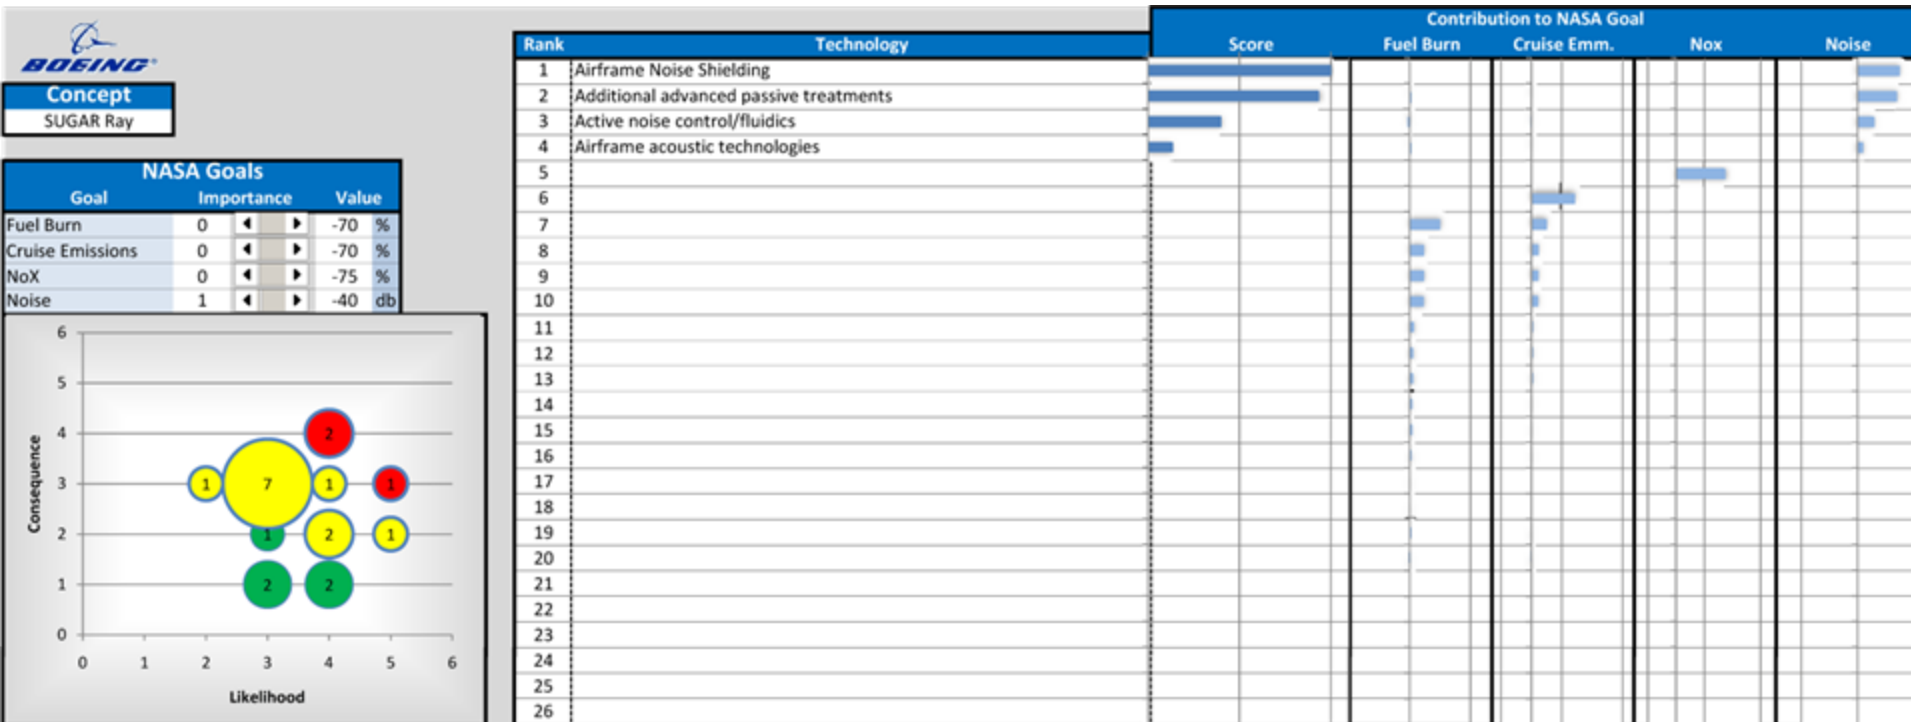 BOEING
Concept
SUGAR Ray
NASA Goals
Goal Importance Value
Fuel Burn 0 -70 %
Cruise Emissions 0 -70 %
NoX 0 -75 %
Noise 1 -40 db
6
5
4
3
2
1
0
Consequence
2
1 7 1 1
1 2 1
2 2
0 1 2 3 4 5 6
Likelihood
Contribution to NASA Goal
Rank Technology Score Fuel Burn Cruise Emm. Nox Noise
1 Airframe Noise Shielding
2 Additional advanced passive treatments
3 Active noise control/fluidics
4 Airframe acoustic technologies
5
6
7
8
9
10
11
12
13
14
15
16
17
18
19
20
21
22
23
24
25
26